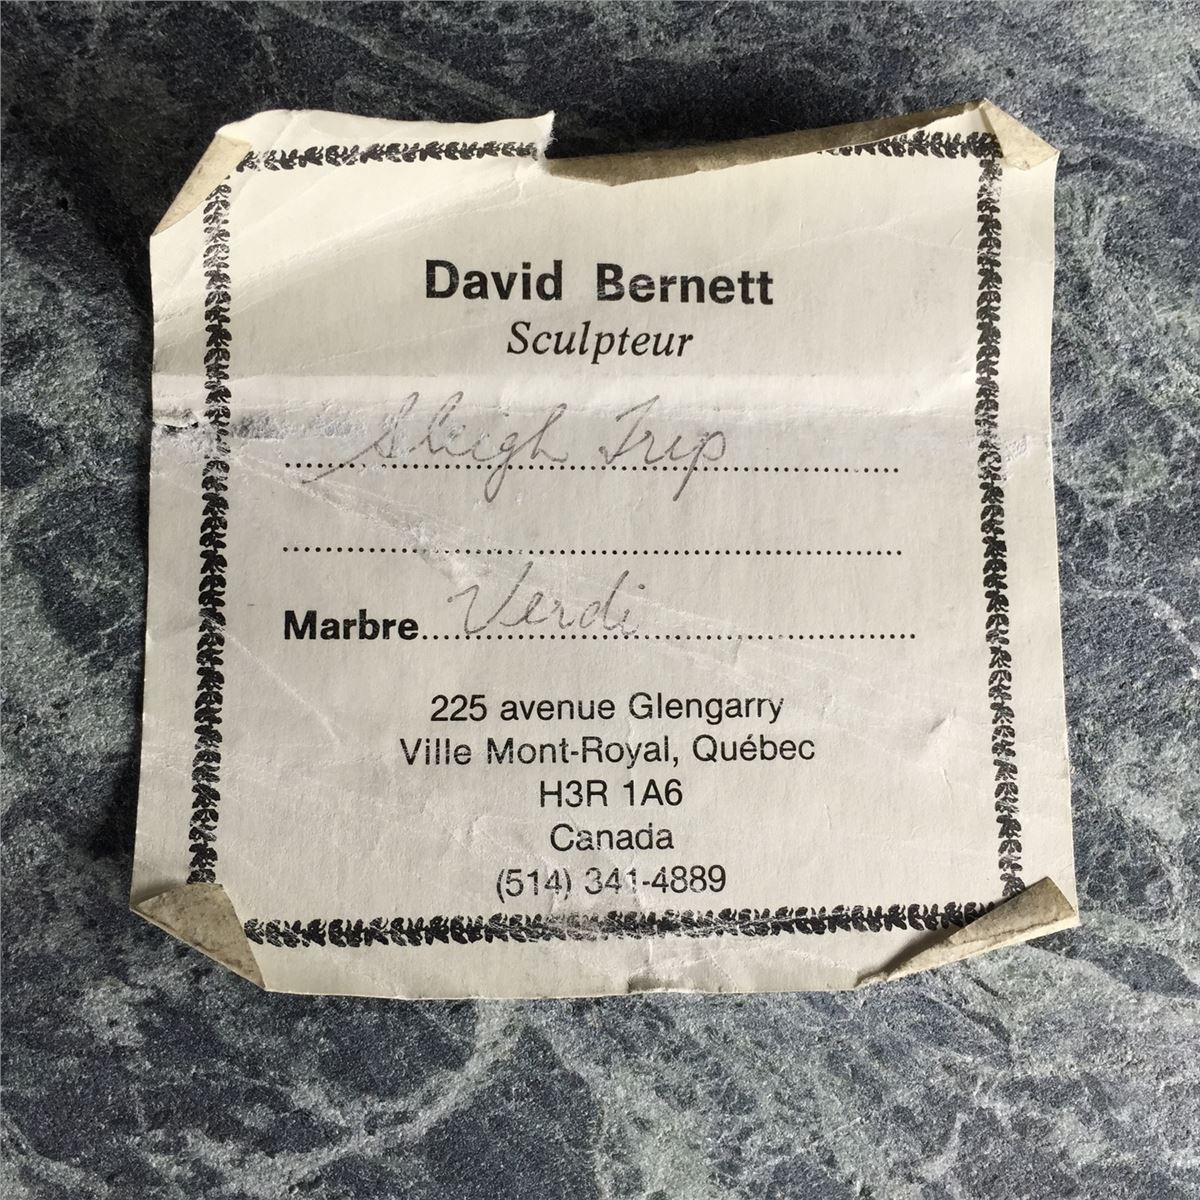 David Bernett
Sculpteur
Sleigh Trip
Marbre Verdi
225 avenue Glengarry
Ville Mont-Royal, Québec
H3R 1A6
Canada
(514) 341-4889